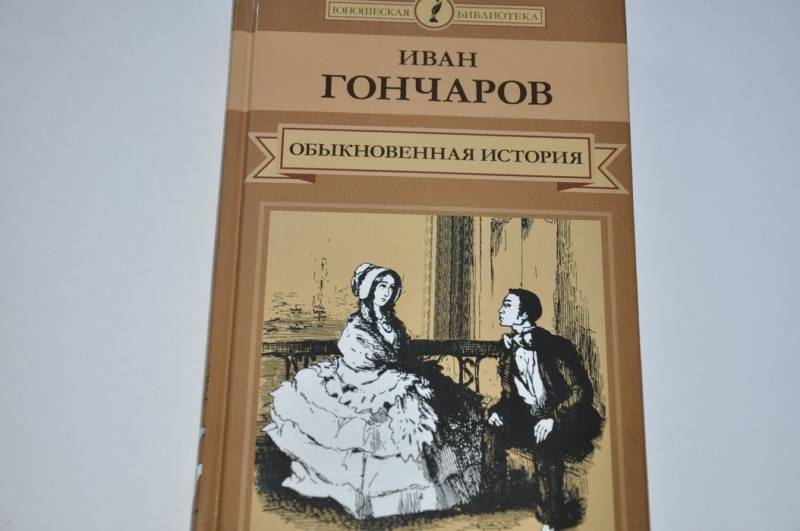 ЮНОШЕСКАЯ БИБЛИОТЕКА
ИВАН
ГОНЧАРОВ
ОБЫКНОВЕННАЯ ИСТОРИЯ